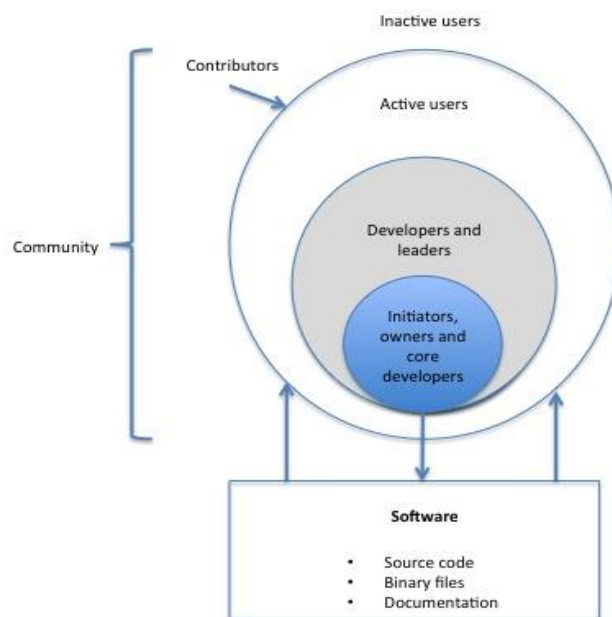 Inactive users
Contributors
Active users
Developers and
leaders
Community
Initiators,
owners and
core
developers
Software
• Source code
• Binary files
• Documentation